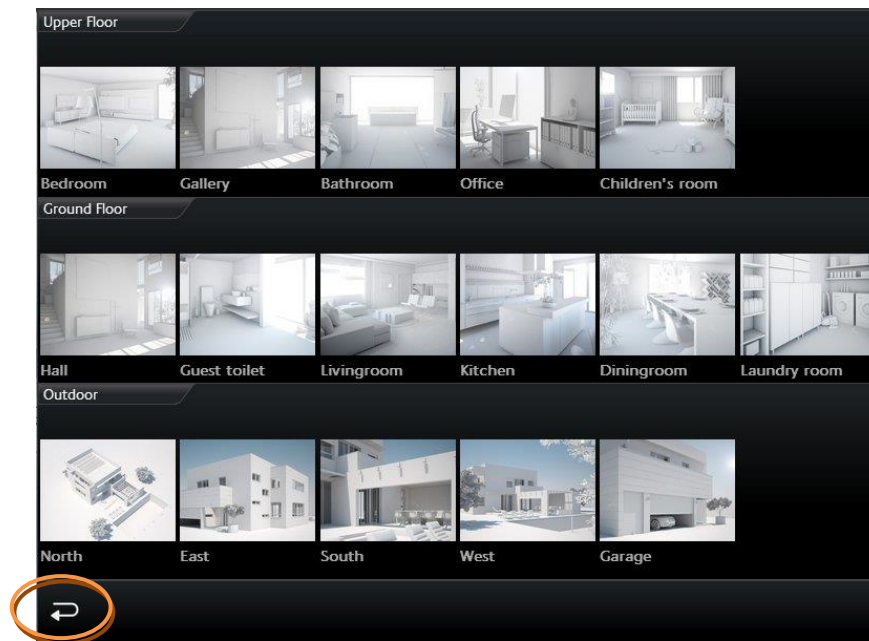 Upper Floor
Bedroom Gallery Bathroom Office Children's room
Ground Floor
Hall Guest toilet Livingroom Kitchen Diningroom Laundry room
Outdoor
North East South West Garage